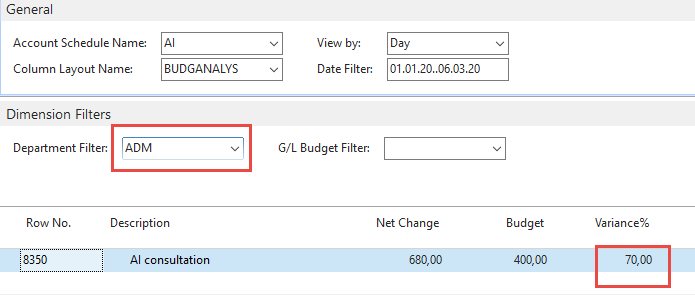 General
Account Schedule Name: AI View by: Day
Column Layout Name: BUDGANALYS Date Filter: 01.01.20..06.03.20
Dimension Filters
Department Filter: ADM G/L Budget Filter:
Row No. Description Net Change Budget Variance%
8350 AI consultation 680,00 400,00 70,00